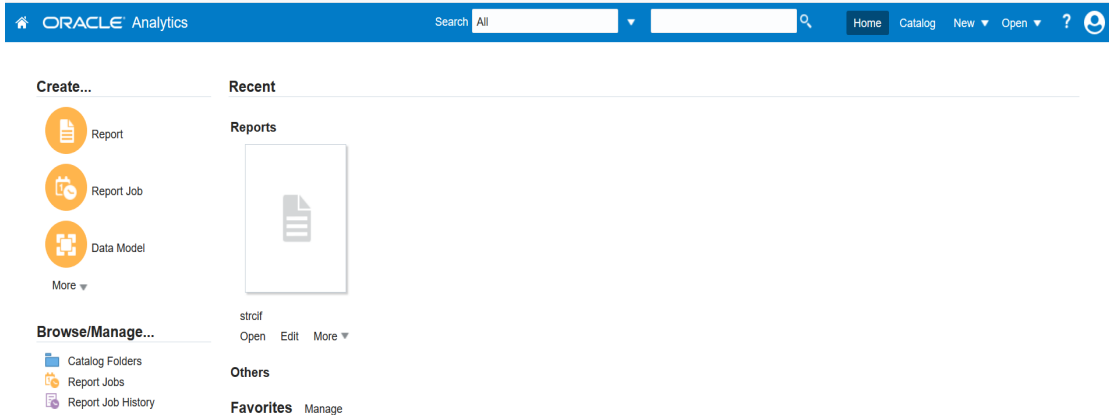 ORACLE Analytics Search All Home Catalog New Open ?
Create...
Report
Report Job
Data Model
More
Browse/Manage...
Catalog Folders
Report Jobs
Report Job History
Recent
Reports
strcif
Open Edit More
Others
Favorites Manage